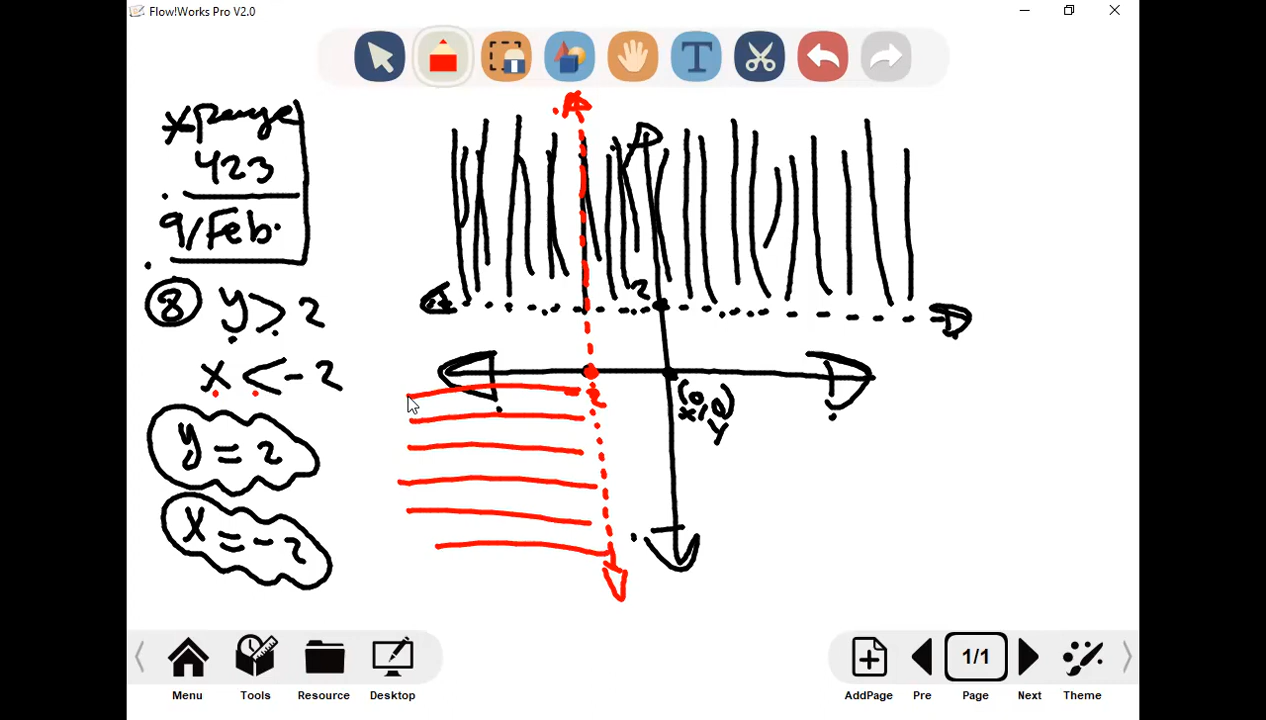 Flow!Works Pro V2.0
423
9/Feb.
⑧ y > 2
x < -2
y = 2
x = -2
2
(0,0)
x y
Menu Tools Resource Desktop
1/1
AddPage Pre Page Next Theme